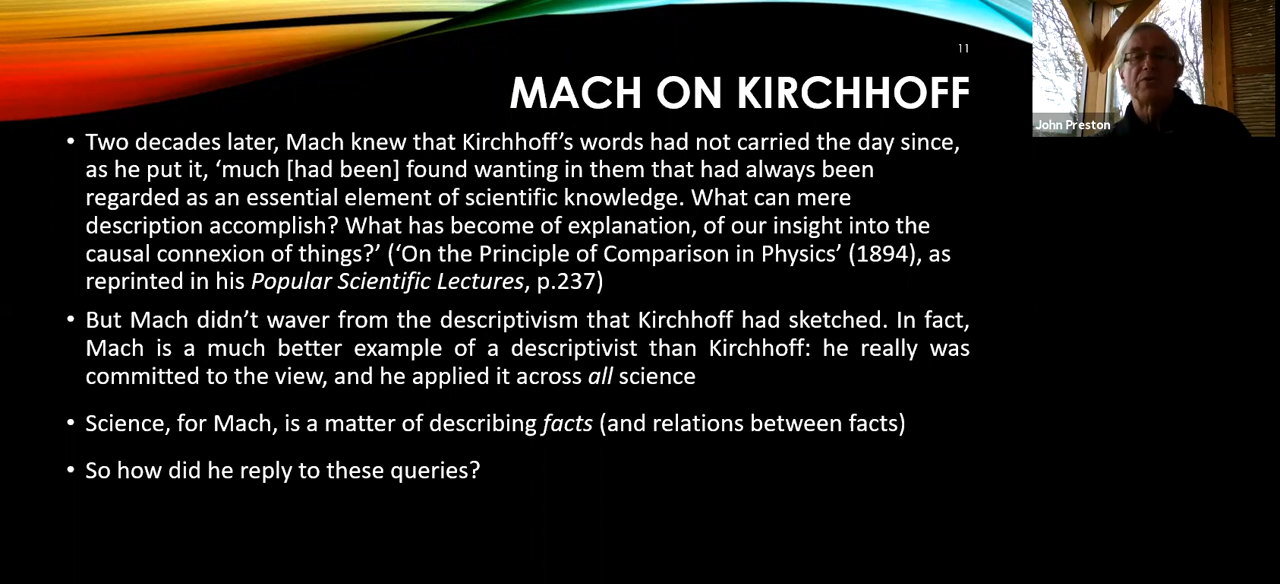 11
MACH ON KIRCHHOFF
• Two decades later, Mach knew that Kirchhoff's words had not carried the day since,
as he put it, 'much [had been] found wanting in them that had always been
regarded as an essential element of scientific knowledge. What can mere
description accomplish? What has become of explanation, of our insight into the
causal connexion of things?' ('On the Principle of Comparison in Physics' (1894), as
reprinted in his Popular Scientific Lectures, p.237)
• But Mach didn't waver from the descriptivism that Kirchhoff had sketched. In fact,
Mach is a much better example of a descriptivist than Kirchhoff: he really was
committed to the view, and he applied it across all science
• Science, for Mach, is a matter of describing facts (and relations between facts)
• So how did he reply to these queries?
John Preston